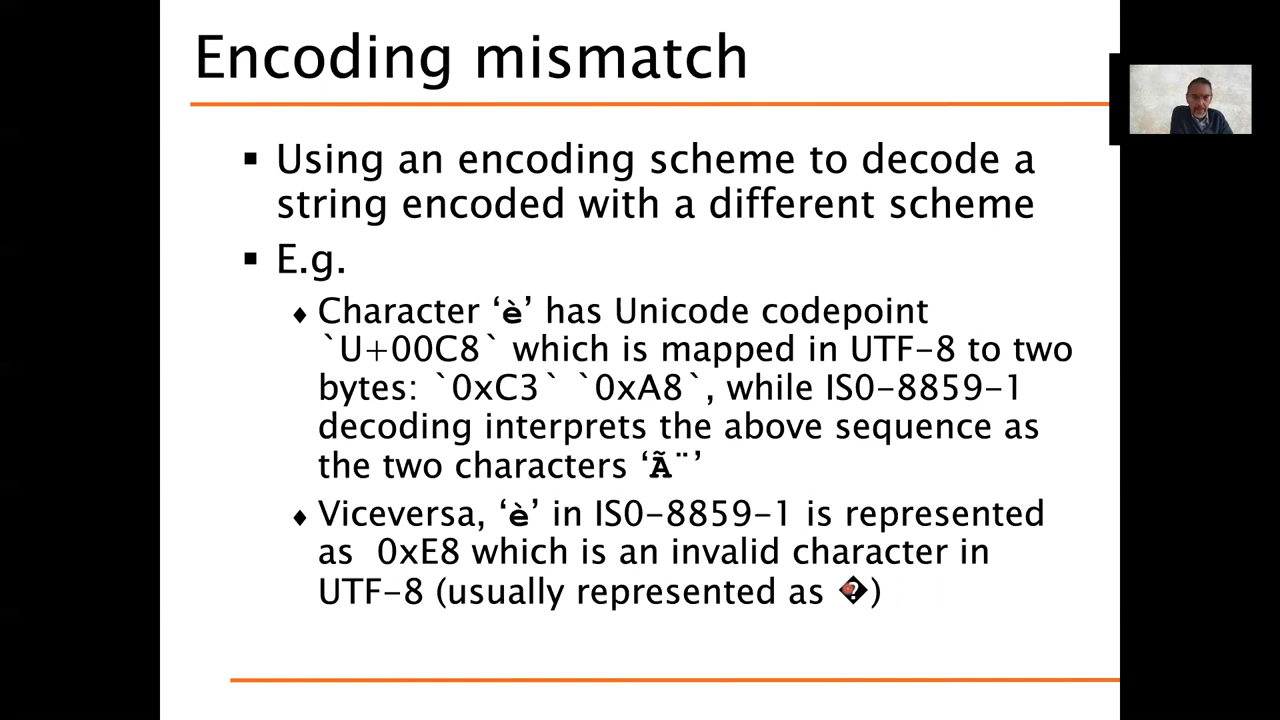 Encoding mismatch
▪ Using an encoding scheme to decode a
string encoded with a different scheme
▪ E.g.
♦ Character ‘è’ has Unicode codepoint
`U+00C8` which is mapped in UTF-8 to two
bytes: `0xC3` `0xA8`, while IS0-8859-1
decoding interprets the above sequence as
the two characters ‘Ã¨’
♦ Viceversa, ‘è’ in IS0-8859-1 is represented
as 0xE8 which is an invalid character in
UTF-8 (usually represented as �)